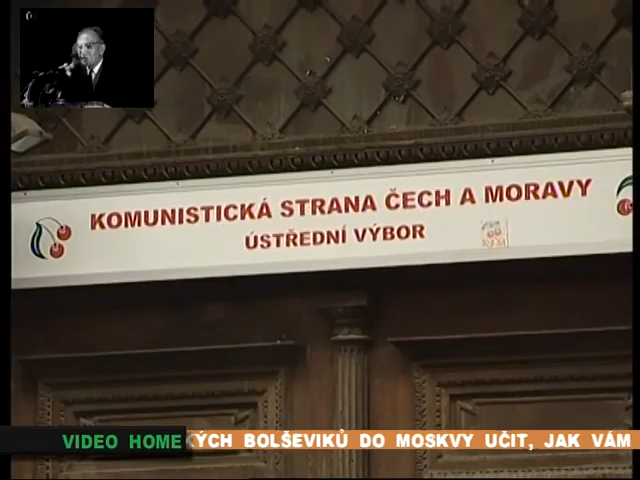 KOMUNISTICKÁ STRANA ČECH A MORAVY
ÚSTŘEDNÍ VÝBOR
VIDEO HOME
ÝCH BOLŠEVIKŮ DO MOSKVY UČIT, JAK VÁM